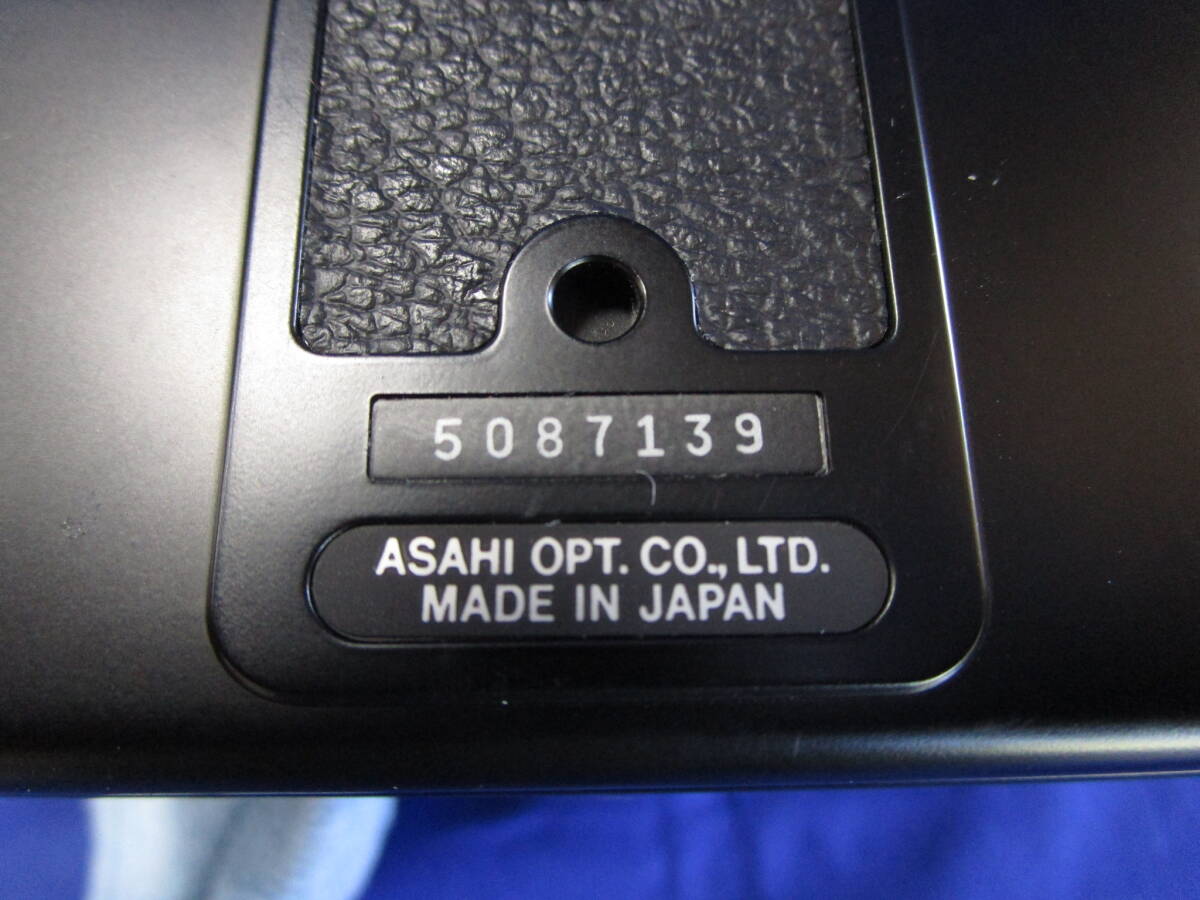 5087139
ASAHI OPT. CO., LTD.
MADE IN JAPAN